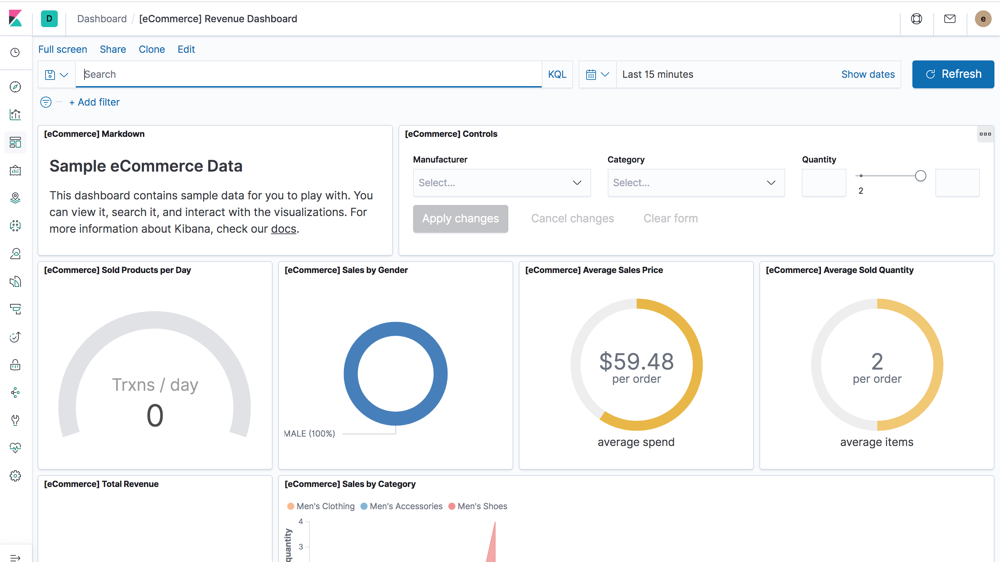 D
Dashboard / [eCommerce] Revenue Dashboard
e
Full screen Share Clone Edit
Search
KQL
Last 15 minutes
Show dates
Refresh
+ Add filter
[eCommerce] Markdown
Sample eCommerce Data
This dashboard contains sample data for you to play with. You
can view it, search it, and interact with the visualizations. For
more information about Kibana, check our docs.
[eCommerce] Controls
Manufacturer
Select...
Category
Select...
Quantity
2
Apply changes
Cancel changes
Clear form
[eCommerce] Sold Products per Day
Trxns / day
0
[eCommerce] Sales by Gender
MALE (100%)
[eCommerce] Average Sales Price
$59.48
per order
average spend
[eCommerce] Average Sold Quantity
2
per order
average items
[eCommerce] Total Revenue
[eCommerce] Sales by Category
Men's Clothing Men's Accessories Men's Shoes
4
3
quantity